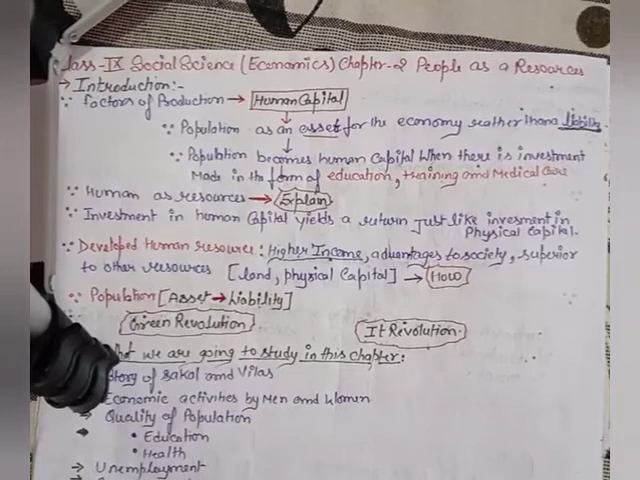 Class-IX Social Science (Economics) Chapter-2 People as a Resources
→ Introduction:-
∵ factors of Production → Human Capital
∵ Population as an asset for the economy rather than a liability
∵ Population becomes human Capital When there is investment
Made in the form of education, training and Medical Care
∵ Human as resources → Explain
∵ Investment in human Capital yields a return Just like invesment in
Physical Capital.
∵ Developed Human resource: Higher Income, advantages to society, superior
to other resources [land, physical Capital] → How
∵ Population [Asset → Liability]
Green Revolution It Revolution
we are going to study in this chapter:
of Sakal and Vilas
Economic activities by Men and Women
Quality of Population
• Education
• Health
→ Unemployment